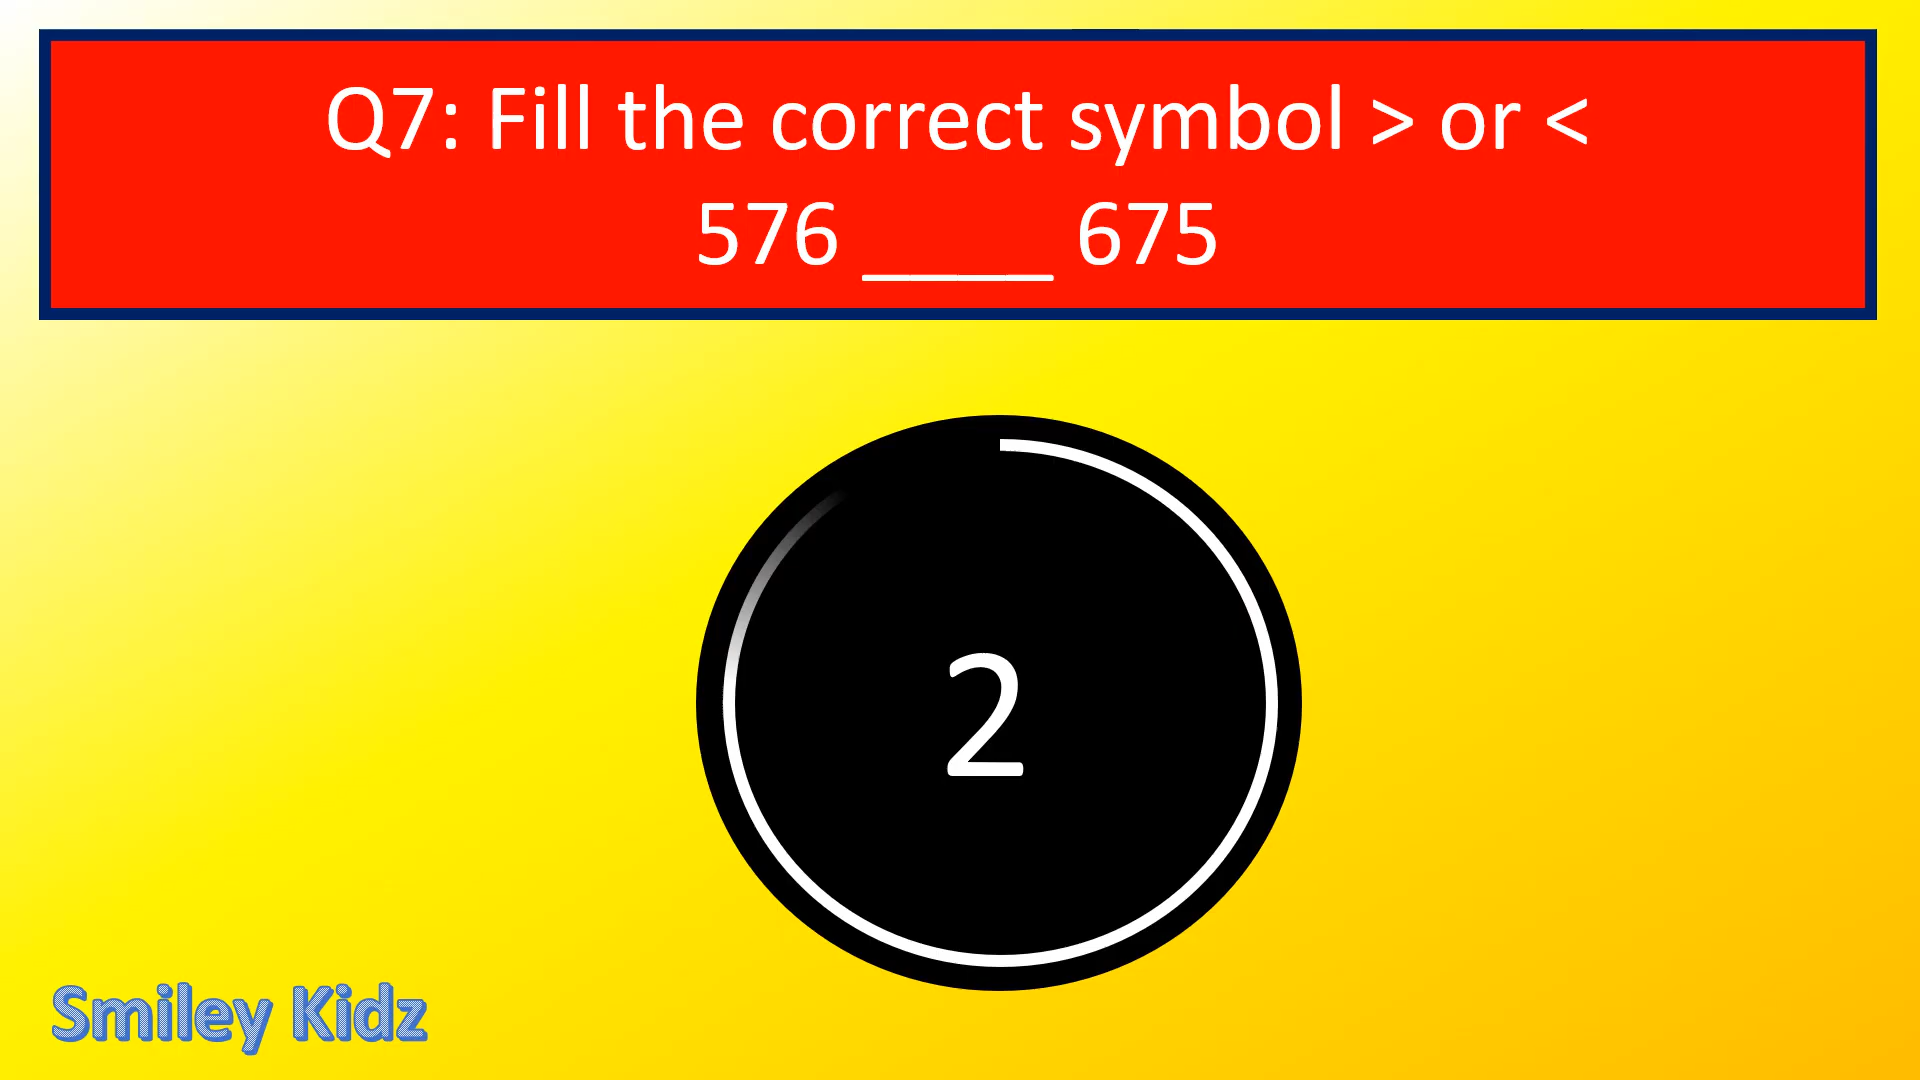 Q7: Fill the correct symbol > or <
576 ____ 675
2
Smiley Kidz